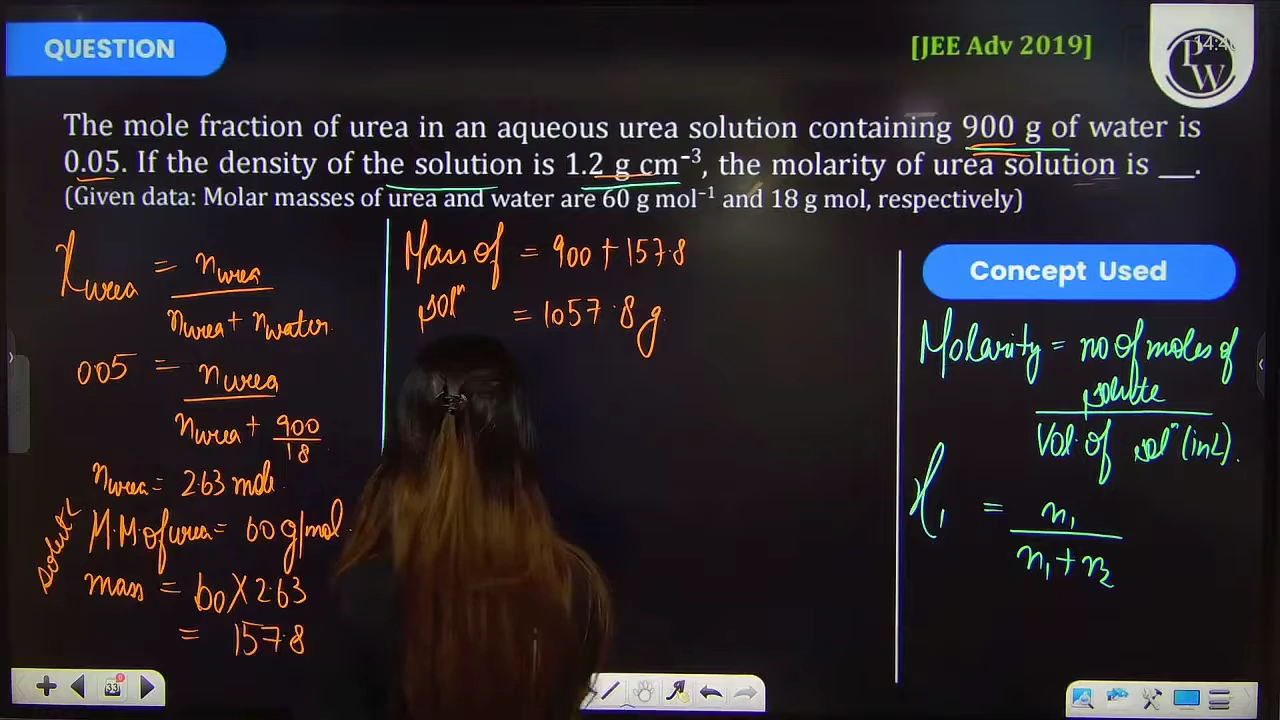 QUESTION
[JEE Adv 2019]
14:4
PW
The mole fraction of urea in an aqueous urea solution containing 900 g of water is
0.05. If the density of the solution is 1.2 g cm⁻³, the molarity of urea solution is __.
(Given data: Molar masses of urea and water are 60 g mol⁻¹ and 18 g mol, respectively)
χurea = nurea / nurea + nwater
005 = nurea / nurea + 900/18
nurea = 2.63 mole
solute
M.M of urea = 60 g/mol.
mass = 60 X 2.63
= 157.8
Mass of solⁿ = 900 + 157.8
= 1057.8 g
Concept Used
Molarity = no of moles of
solute
Vol. of solⁿ (in L).
χ₁ = n₁ / n₁ + n₂
33